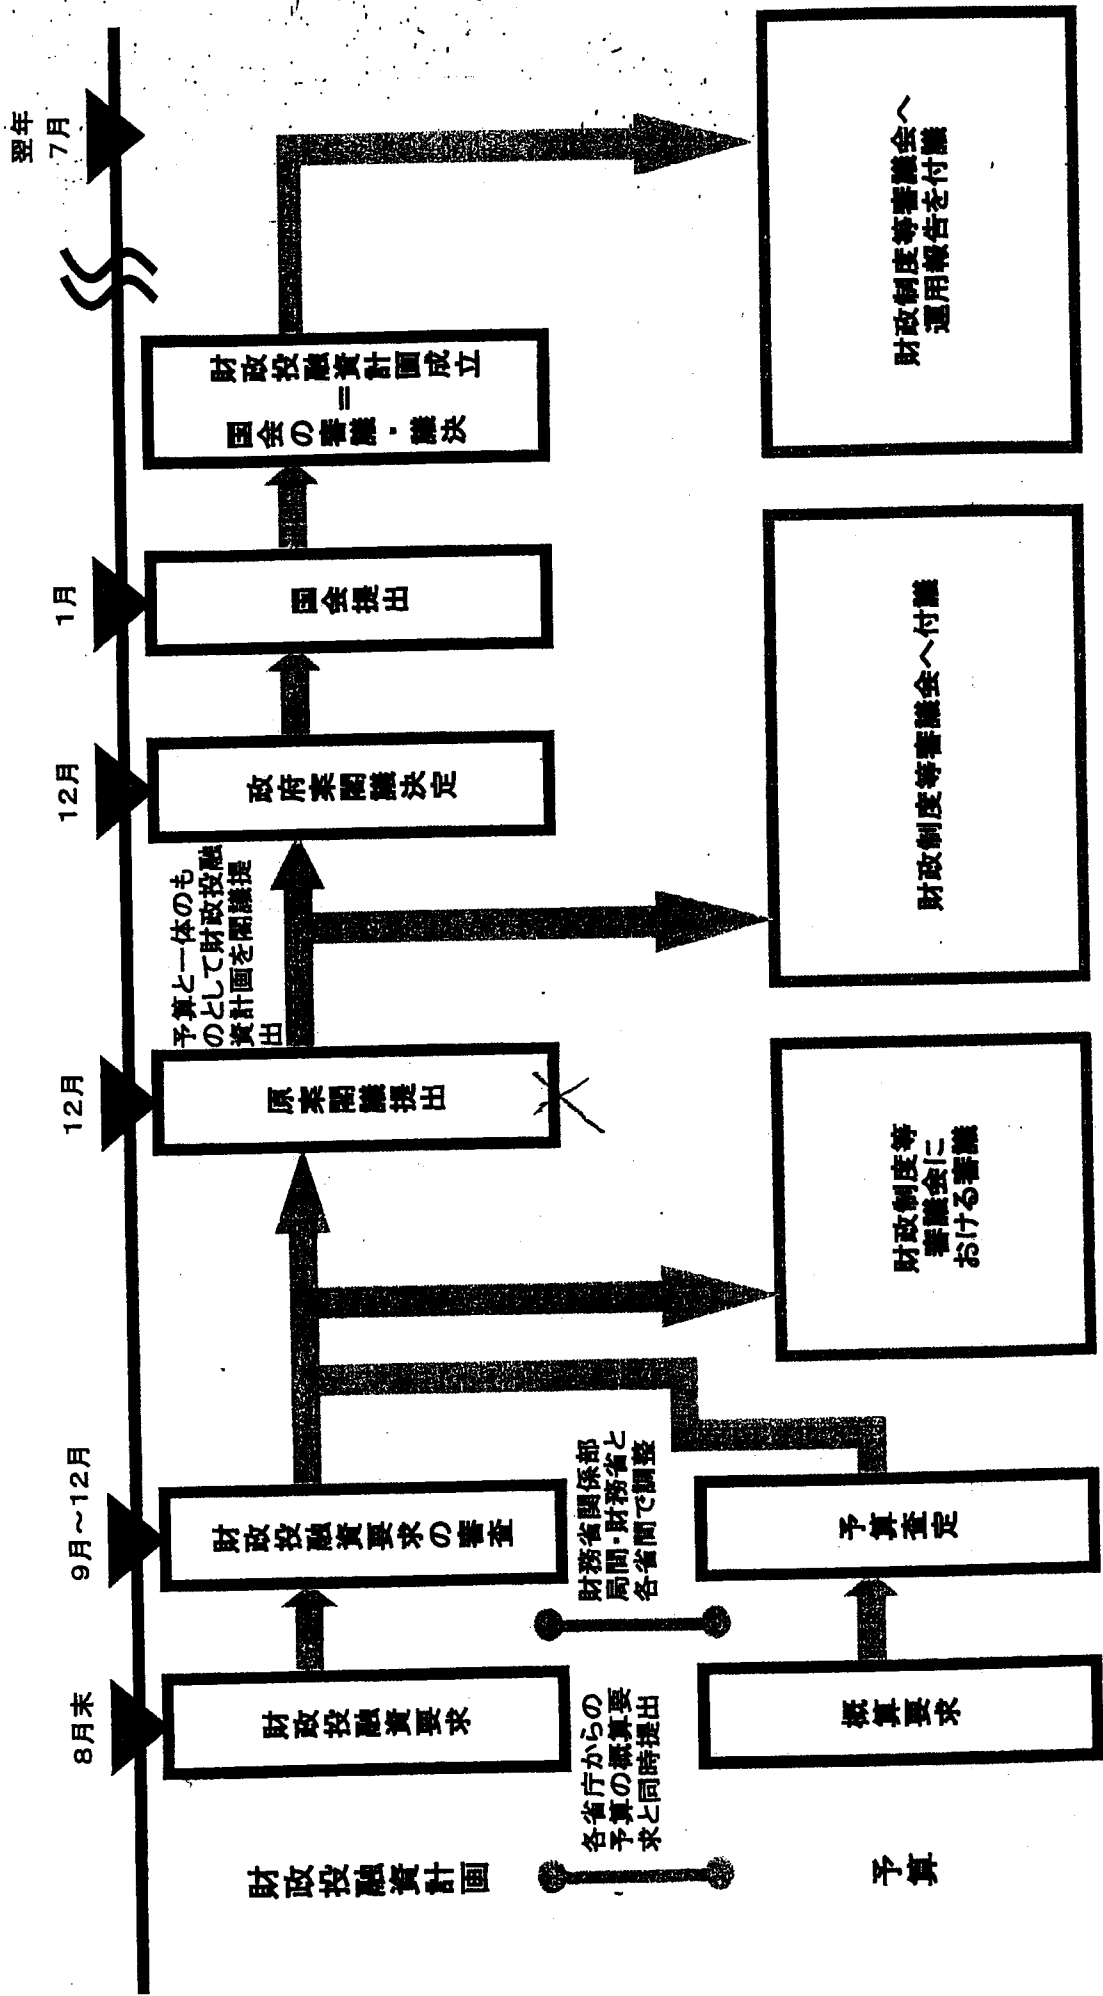 8月末
9月～12月
12月
12月
1月
翌年
7月
財政投融資計画
財政投融資要求
財政投融資要求の審査
原案閣議提出
予算と一体のも
のとして財政投融
資計画を閣議提
出
政府案閣議決定
国会提出
財政投融資計画成立
＝
国会の審議・議決
各省庁からの
予算の概算要
求と同時提出
財務省関係部
局間・財務省と
各省間で調整
予算
概算要求
予算査定
財政制度等
審議会に
おける審議
財政制度等審議会へ付議
財政制度等審議会へ
運用報告を付議